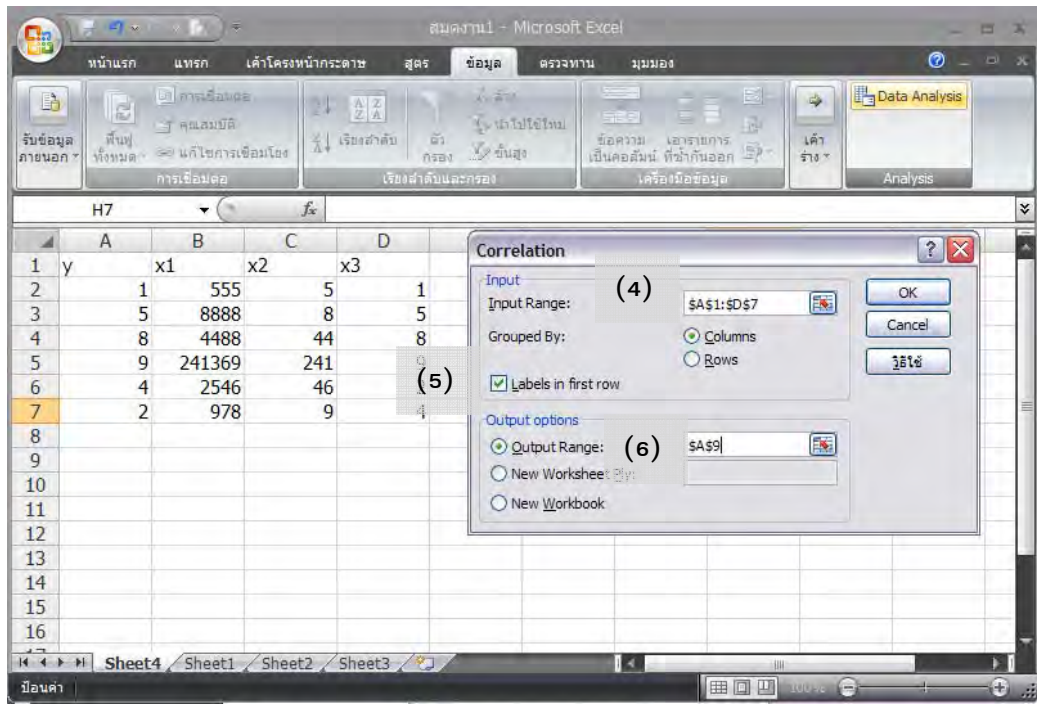 สมุดงาน1 - Microsoft Excel
หน้าแรก แทรก เค้าโครงหน้ากระดาษ สูตร ข้อมูล ตรวจทาน มุมมอง
รับข้อมูลภายนอก
ฟื้นฟูทั้งหมด
การเชื่อมต่อ
คุณสมบัติ
แก้ไขการเชื่อมโยง
เรียงลำดับ
ตัวกรอง
ล้าง
นำไปใช้ใหม่
ขั้นสูง
ข้อความเป็นคอลัมน์
เอารายการที่ซ้ำกันออก
เค้าร่าง
Data Analysis
การเชื่อมต่อ เรียงลำดับและกรอง เครื่องมือข้อมูล Analysis
H7 fx
A B C D
1 y x1 x2 x3
2 1 555 5 1
3 5 8888 8 5
4 8 4488 44 8
5 9 241369 241 9
6 4 2546 46
7 2 978 9 4
8
9
10
11
12
13
14
15
16
Correlation
Input
Input Range: (4) $A$1:$D$7
Grouped By: Columns
Rows
(5) Labels in first row
Output options
Output Range: (6) $A$9
New Worksheet Ply:
New Workbook
OK
Cancel
วิธีใช้
Sheet4 Sheet1 Sheet2 Sheet3
ป้อนค่า 100%